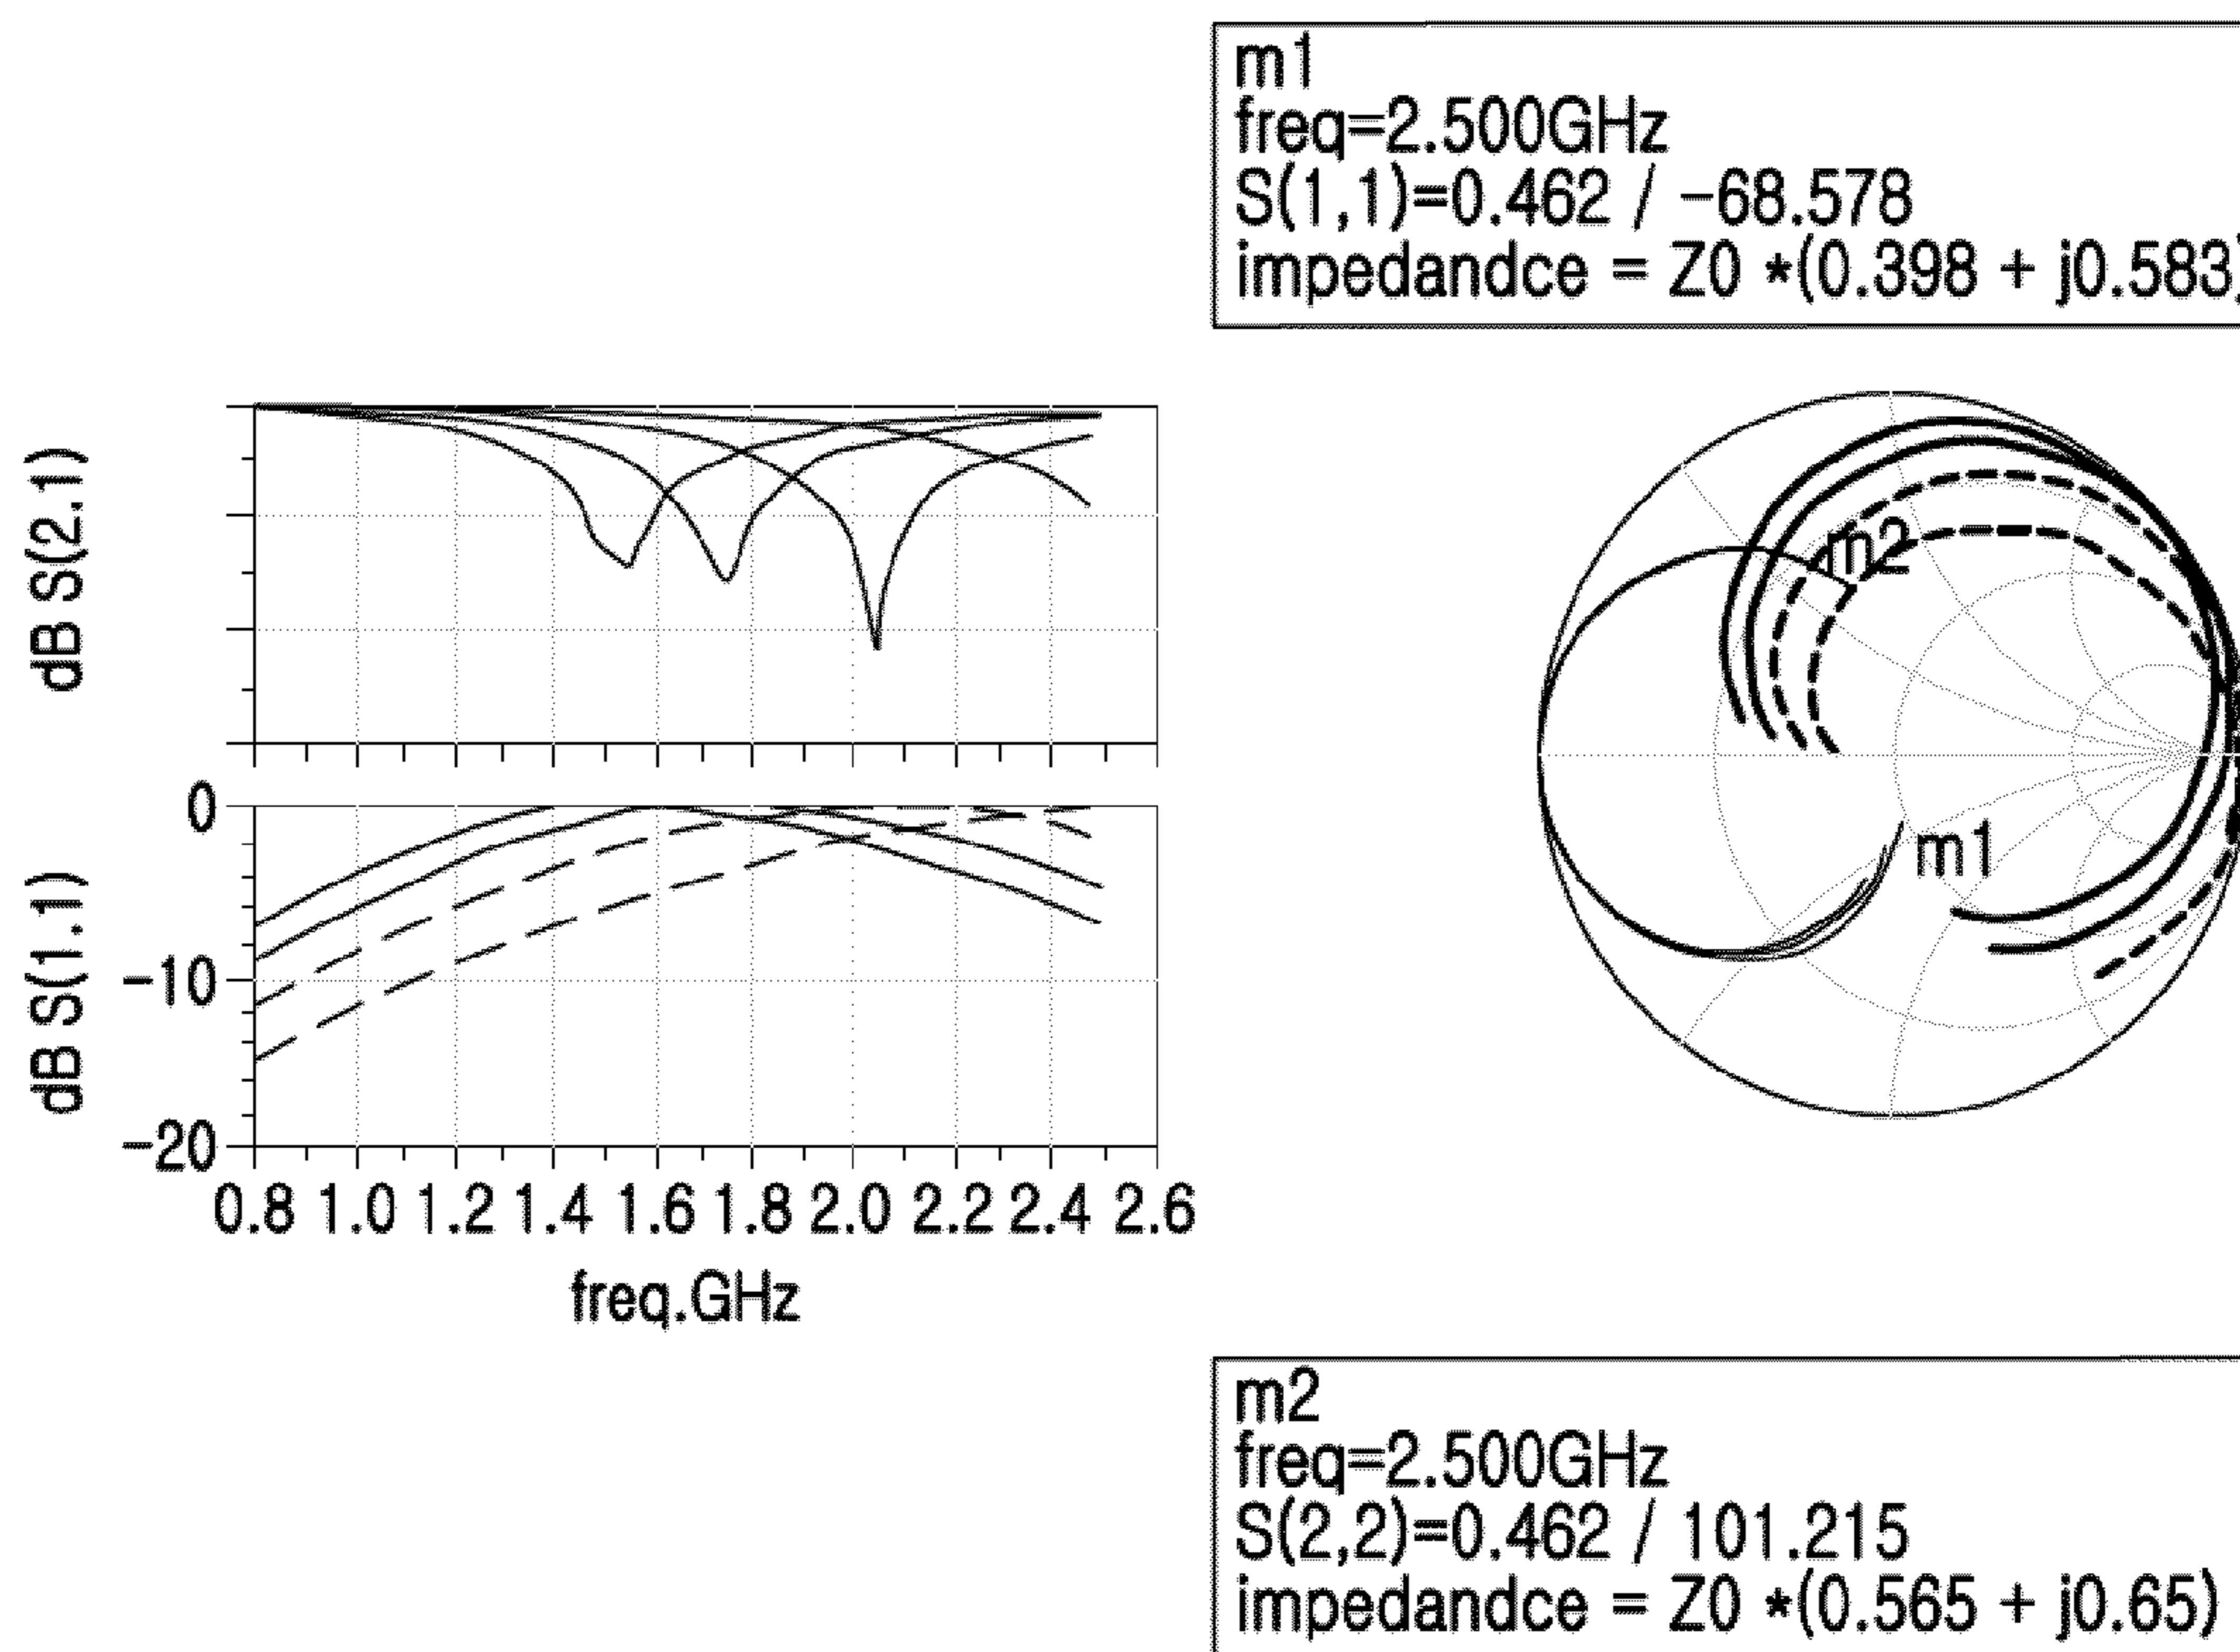 m1
freq=2.500GHz
S(1,1)=0.462 / -68.578
impedandce = Z0 *(0.398 + j0.583)
dB S(2.1)
m2
m1
dB S(1.1)
0
-10
-20
0.8 1.0 1.2 1.4 1.6 1.8 2.0 2.2 2.4 2.6
freq.GHz
m2
freq=2.500GHz
S(2,2)=0.462 / 101.215
impedandce = Z0 *(0.565 + j0.65)